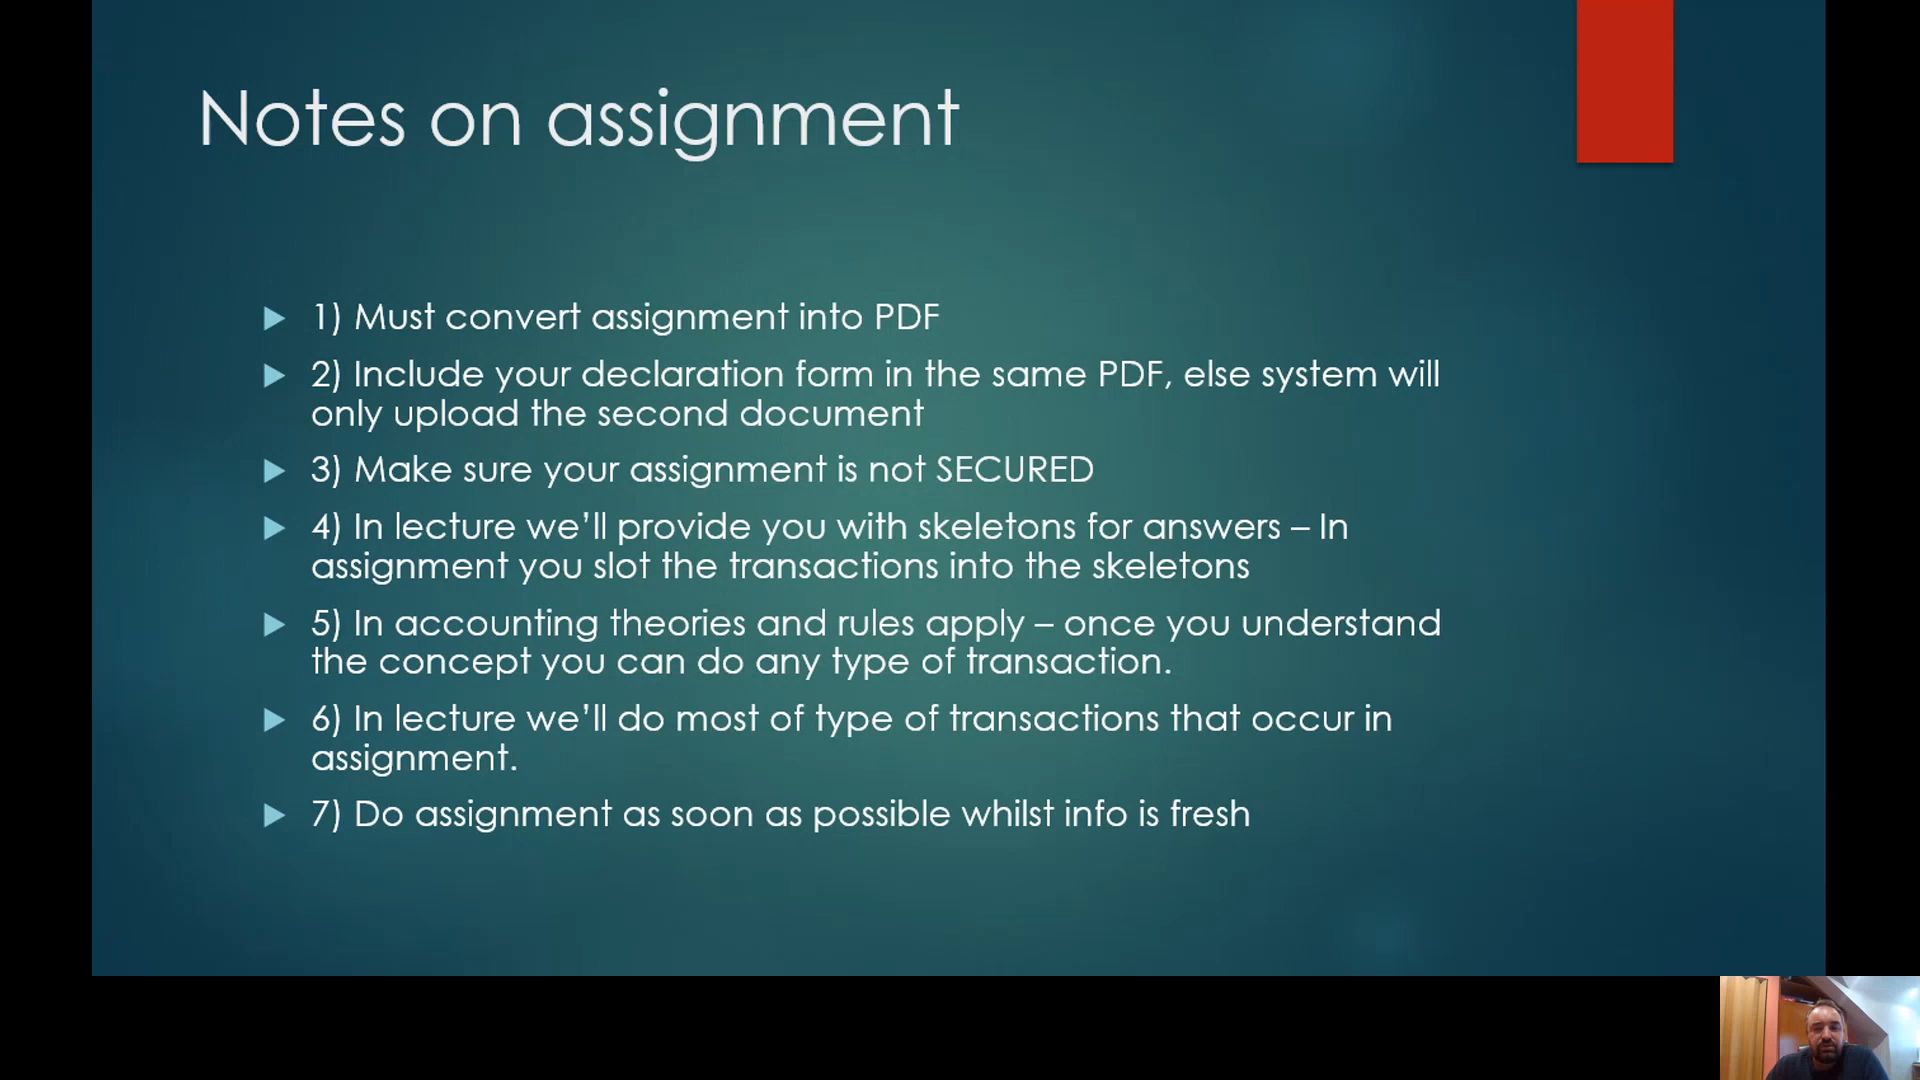 Notes on assignment
1) Must convert assignment into PDF
2) Include your declaration form in the same PDF, else system will
only upload the second document
3) Make sure your assignment is not SECURED
4) In lecture we’ll provide you with skeletons for answers – In
assignment you slot the transactions into the skeletons
5) In accounting theories and rules apply – once you understand
the concept you can do any type of transaction.
6) In lecture we’ll do most of type of transactions that occur in
assignment.
7) Do assignment as soon as possible whilst info is fresh